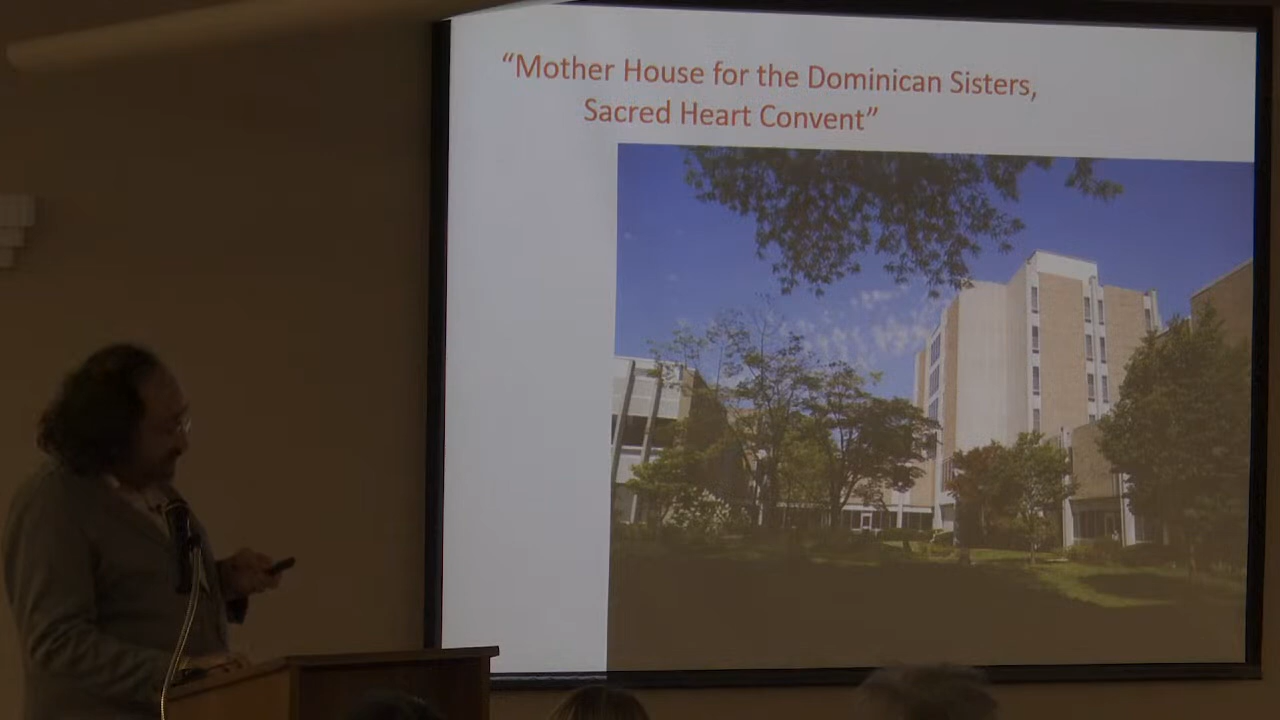 “Mother House for the Dominican Sisters,
Sacred Heart Convent”